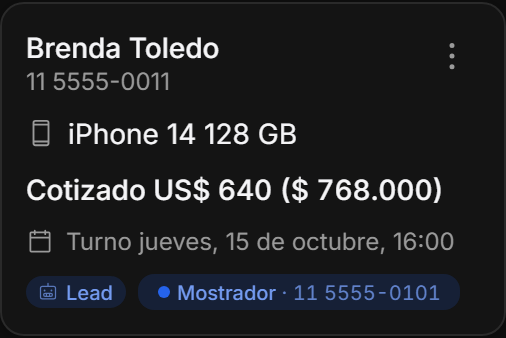 Brenda Toledo
11 5555-0011
iPhone 14 128 GB
Cotizado US$ 640 ($ 768.000)
Turno jueves, 15 de octubre, 16:00
Lead Mostrador · 11 5555-0101